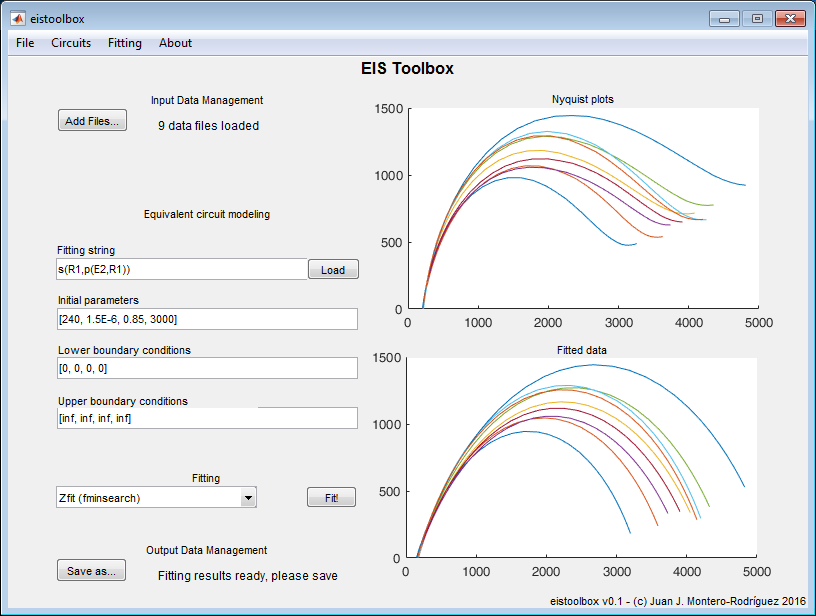 eistoolbox
File Circuits Fitting About
EIS Toolbox
Input Data Management
Add Files...
9 data files loaded
Equivalent circuit modeling
Fitting string
s(R1,p(E2,R1))
Load
Initial parameters
[240, 1.5E-6, 0.85, 3000]
Lower boundary conditions
[0, 0, 0, 0]
Upper boundary conditions
[inf, inf, inf, inf]
Fitting
Zfit (fminsearch)
Fit!
Output Data Management
Save as...
Fitting results ready, please save
Nyquist plots
1500
1000
500
0
0 1000 2000 3000 4000 5000
Fitted data
1500
1000
500
0
0 1000 2000 3000 4000 5000
eistoolbox v0.1 - (c) Juan J. Montero-Rodríguez 2016